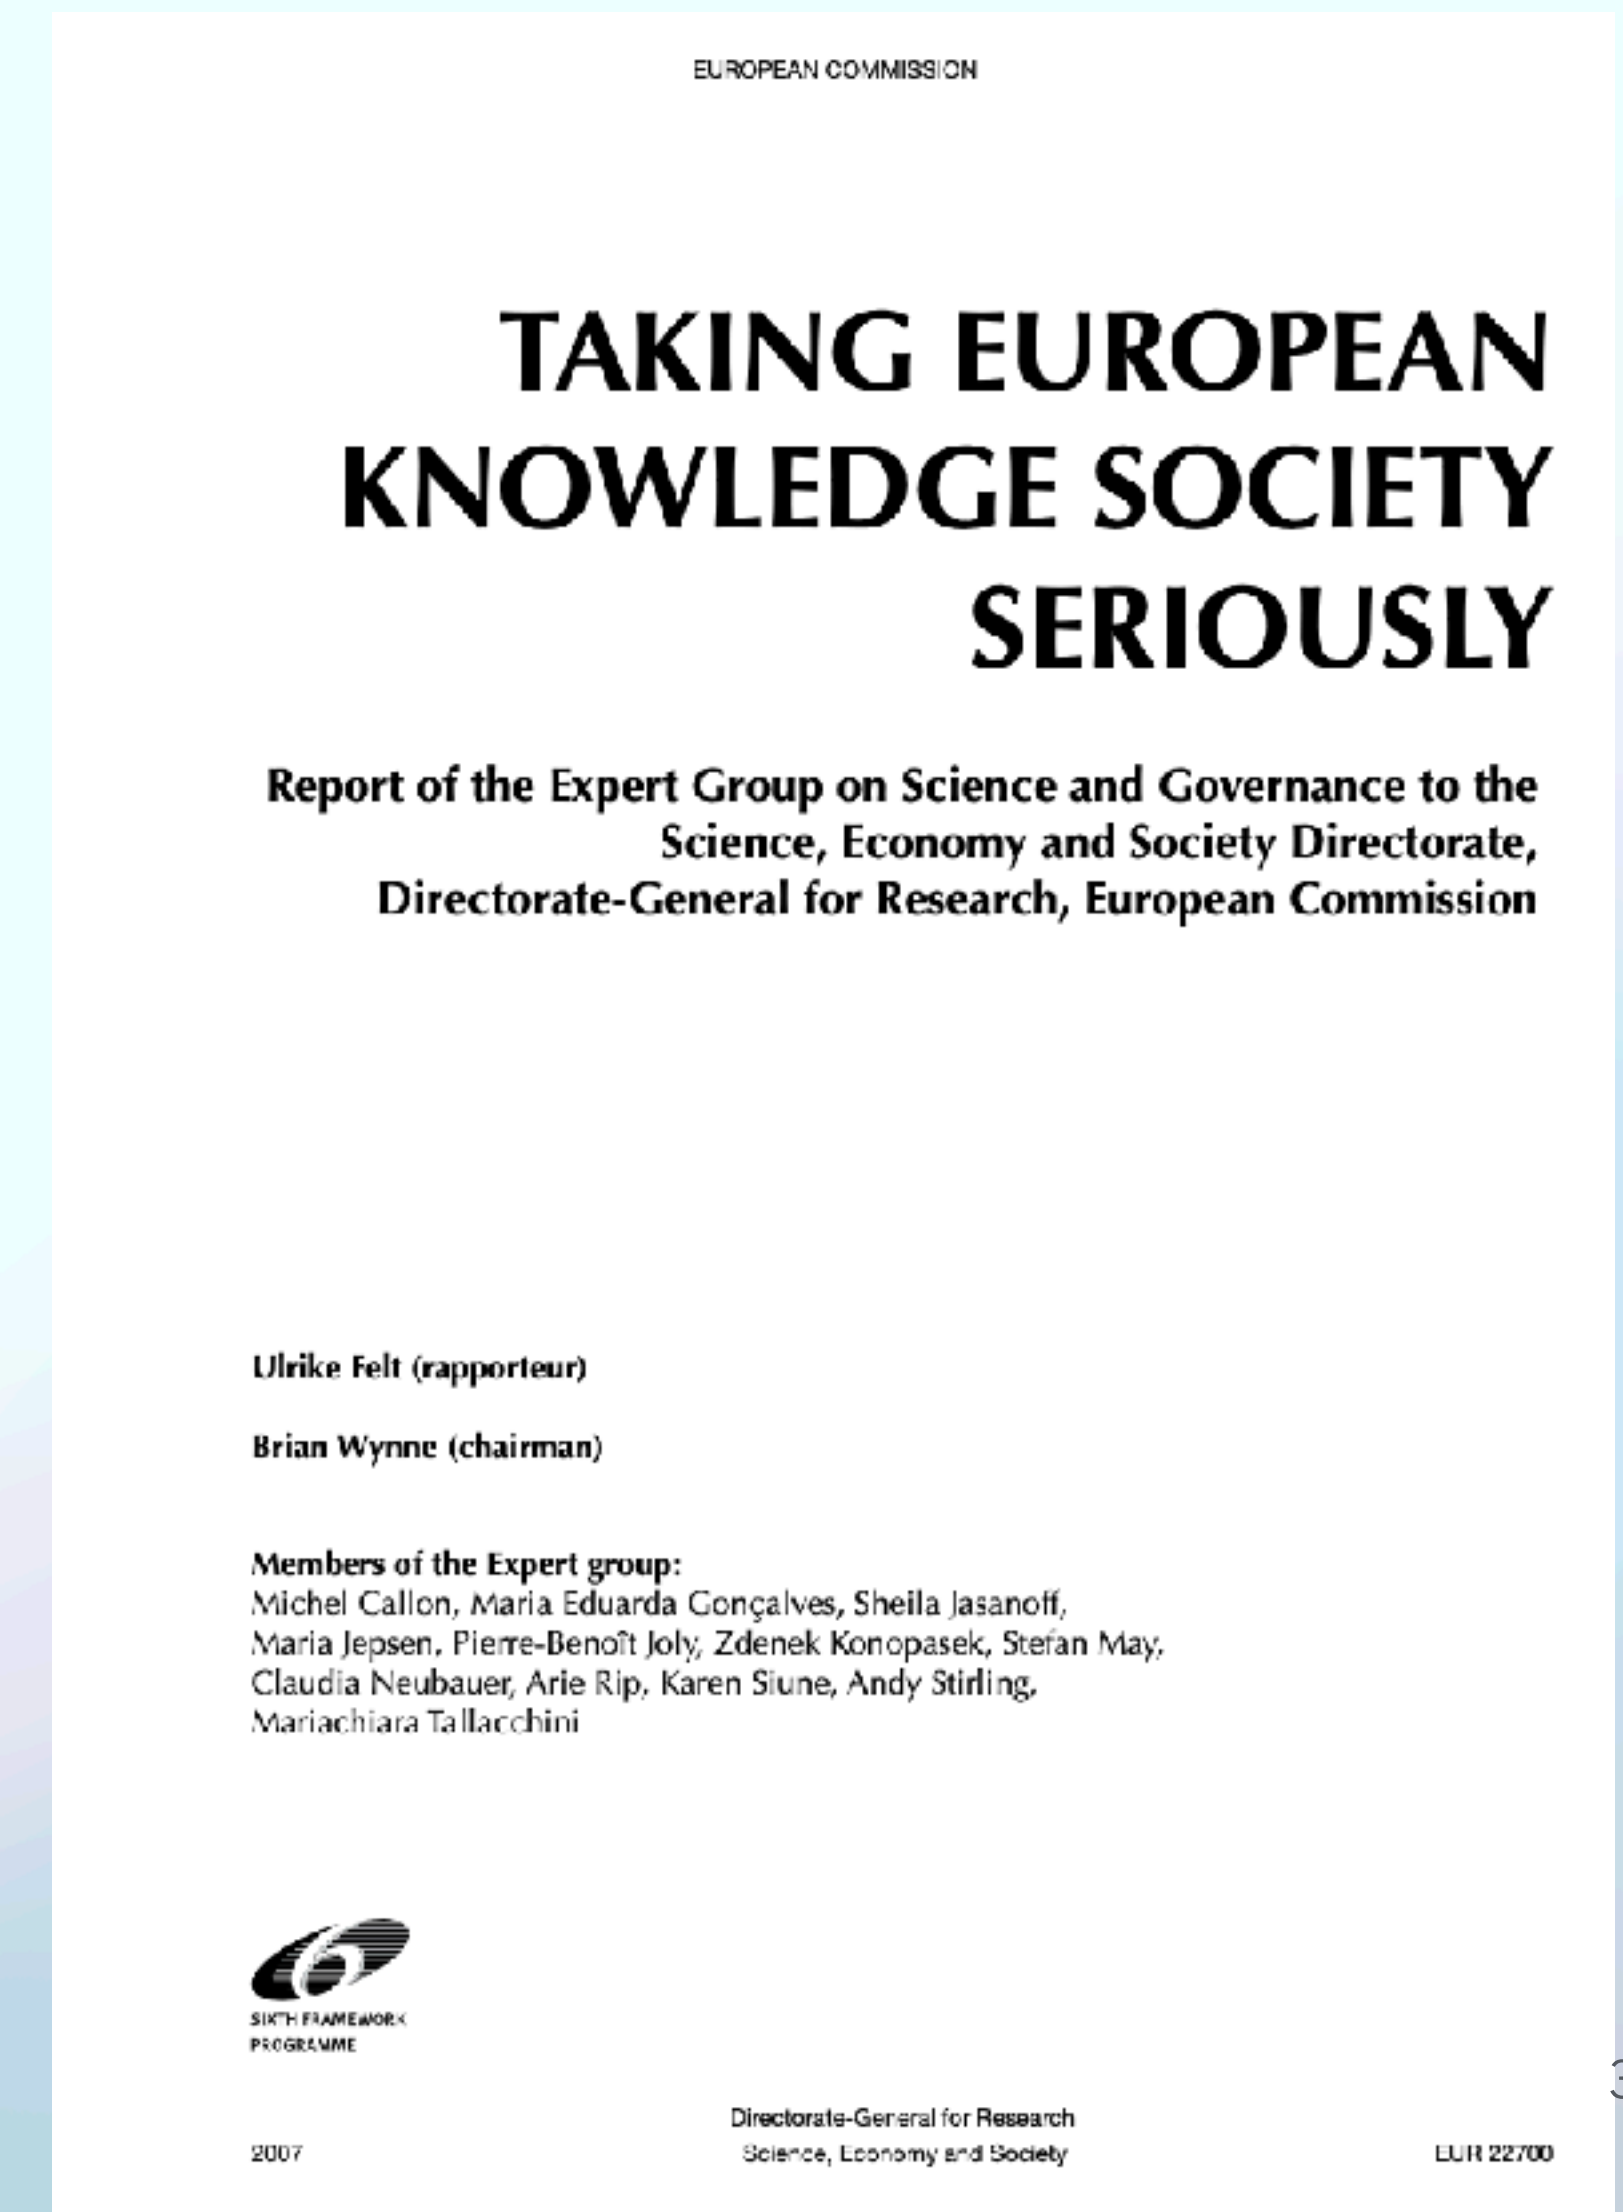 EUROPEAN COMMISSION
TAKING EUROPEAN
KNOWLEDGE SOCIETY
SERIOUSLY
Report of the Expert Group on Science and Governance to the
Science, Economy and Society Directorate,
Directorate-General for Research, European Commission
Ulrike Felt (rapporteur)
Brian Wynne (chairman)
Members of the Expert group:
Michel Callon, Maria Eduarda Gonçalves, Sheila Jasanoff,
Maria Jepsen, Pierre-Benoît Joly, Zdenek Konopasek, Stefan May,
Claudia Neubauer, Arie Rip, Karen Siune, Andy Stirling,
Mariachiara Tallacchini
6
SIXTH FRAMEWORK
PROGRAMME
Directorate-General for Research
2007 Science, Economy and Society EUR 22700